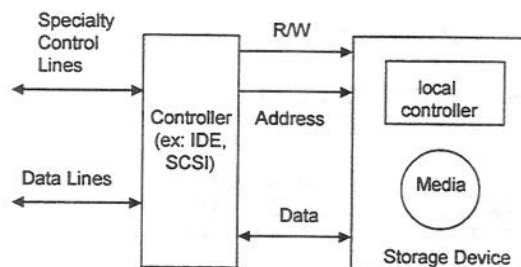 Specialty
Control
Lines
R/W
Controller
(ex: IDE,
SCSI)
Address
local
controller
Data Lines
Data
Media
Storage Device